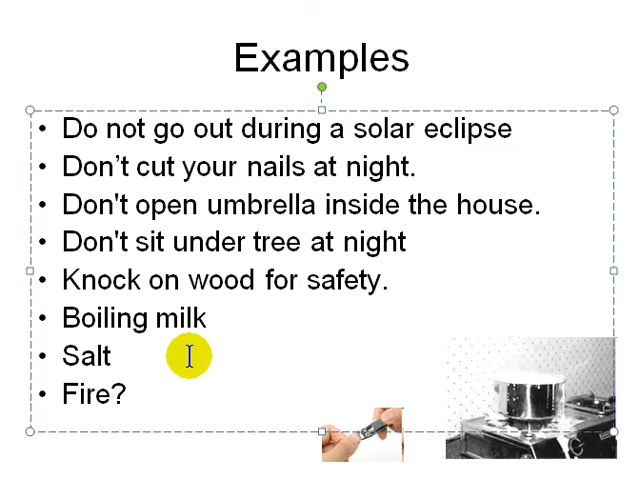 Examples
• Do not go out during a solar eclipse
• Don’t cut your nails at night.
• Don't open umbrella inside the house.
• Don't sit under tree at night
• Knock on wood for safety.
• Boiling milk
• Salt
• Fire?